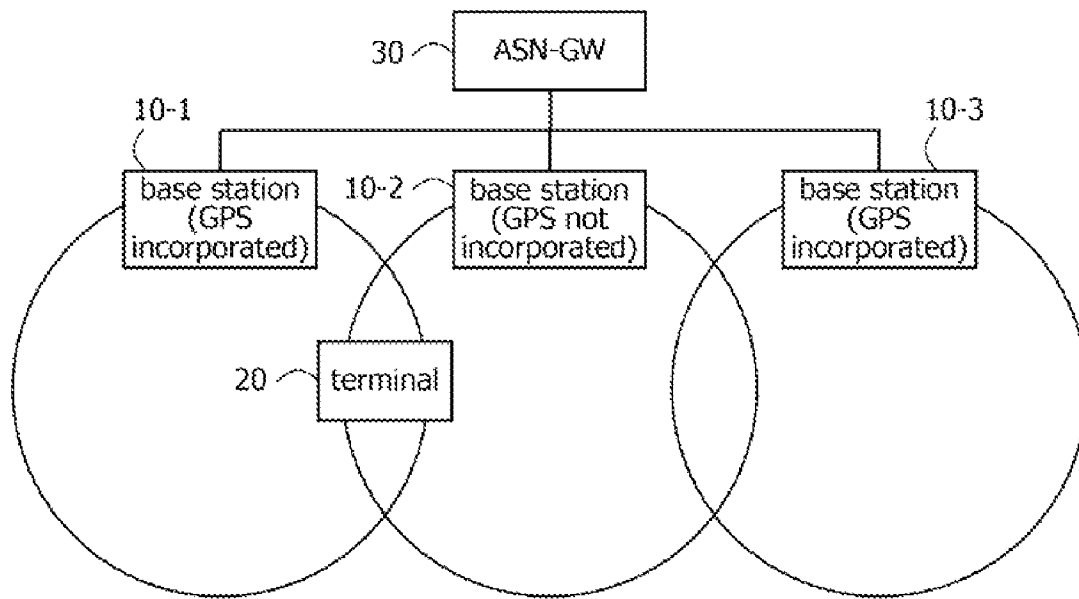 30
ASN-GW
10-1
10-3
base station
(GPS
incorporated)
10-2
base station
(GPS not
incorporated)
base station
(GPS
incorporated)
20
terminal